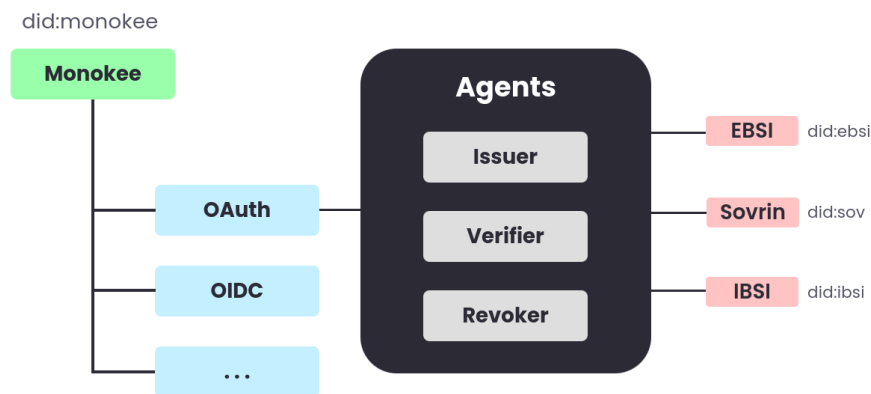 did:monokee
Monokee
Agents
Issuer
Verifier
Revoker
OAuth
OIDC
...
EBSI did:ebsi
Sovrin did:sov
IBSI did:ibsi